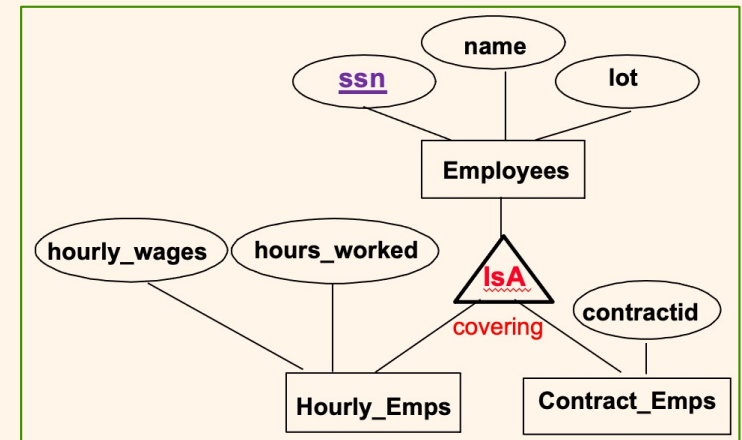 name
ssn
lot
Employees
hourly_wages
hours_worked
IsA
contractid
covering
Hourly_Emps
Contract_Emps